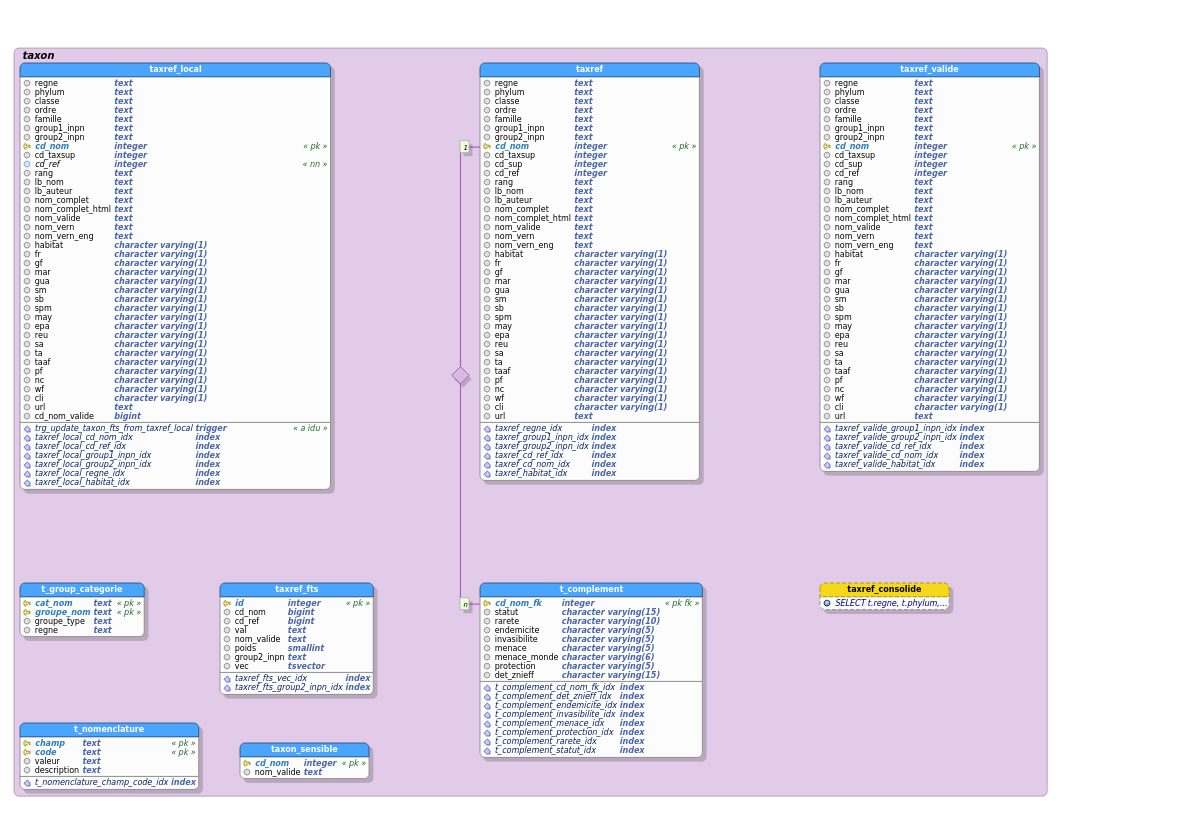 taxon
taxref_local
regne text
phylum text
classe text
ordre text
famille text
group1_inpn text
group2_inpn text
cd_nom integer « pk »
cd_taxsup integer
cd_ref integer « nn »
rang text
lb_nom text
lb_auteur text
nom_complet text
nom_complet_html text
nom_valide text
nom_vern text
nom_vern_eng text
habitat character varying(1)
fr character varying(1)
gf character varying(1)
mar character varying(1)
gua character varying(1)
sm character varying(1)
sb character varying(1)
spm character varying(1)
may character varying(1)
epa character varying(1)
reu character varying(1)
sa character varying(1)
ta character varying(1)
taaf character varying(1)
pf character varying(1)
nc character varying(1)
wf character varying(1)
cli character varying(1)
url text
cd_nom_valide bigint
trg_update_taxon_fts_from_taxref_local trigger « a idu »
taxref_local_cd_nom_idx index
taxref_local_cd_ref_idx index
taxref_local_group1_inpn_idx index
taxref_local_group2_inpn_idx index
taxref_local_regne_idx index
taxref_local_habitat_idx index
taxref
regne text
phylum text
classe text
ordre text
famille text
group1_inpn text
group2_inpn text
1
cd_nom integer « pk »
cd_taxsup integer
cd_sup integer
cd_ref integer
rang text
lb_nom text
lb_auteur text
nom_complet text
nom_complet_html text
nom_valide text
nom_vern text
nom_vern_eng text
habitat character varying(1)
fr character varying(1)
gf character varying(1)
mar character varying(1)
gua character varying(1)
sm character varying(1)
sb character varying(1)
spm character varying(1)
may character varying(1)
epa character varying(1)
reu character varying(1)
sa character varying(1)
ta character varying(1)
taaf character varying(1)
pf character varying(1)
nc character varying(1)
wf character varying(1)
cli character varying(1)
url text
taxref_regne_idx index
taxref_group1_inpn_idx index
taxref_group2_inpn_idx index
taxref_cd_ref_idx index
taxref_cd_nom_idx index
taxref_habitat_idx index
taxref_valide
regne text
phylum text
classe text
ordre text
famille text
group1_inpn text
group2_inpn text
cd_nom integer « pk »
cd_taxsup integer
cd_sup integer
cd_ref integer
rang text
lb_nom text
lb_auteur text
nom_complet text
nom_complet_html text
nom_valide text
nom_vern text
nom_vern_eng text
habitat character varying(1)
fr character varying(1)
gf character varying(1)
mar character varying(1)
gua character varying(1)
sm character varying(1)
sb character varying(1)
spm character varying(1)
may character varying(1)
epa character varying(1)
reu character varying(1)
sa character varying(1)
ta character varying(1)
taaf character varying(1)
pf character varying(1)
nc character varying(1)
wf character varying(1)
cli character varying(1)
url text
taxref_valide_group1_inpn_idx index
taxref_valide_group2_inpn_idx index
taxref_valide_cd_ref_idx index
taxref_valide_cd_nom_idx index
taxref_valide_habitat_idx index
t_group_categorie
cat_nom text « pk »
groupe_nom text « pk »
groupe_type text
regne text
taxref_fts
id integer « pk »
cd_nom bigint
cd_ref bigint
val text
nom_valide text
poids smallint
group2_inpn text
vec tsvector
taxref_fts_vec_idx index
taxref_fts_group2_inpn_idx index
t_complement
n
cd_nom_fk integer « pk fk »
statut character varying(15)
rarete character varying(10)
endemicite character varying(5)
invasibilite character varying(5)
menace character varying(5)
menace_monde character varying(6)
protection character varying(5)
det_znieff character varying(15)
t_complement_cd_nom_fk_idx index
t_complement_det_znieff_idx index
t_complement_endemicite_idx index
t_complement_invasibilite_idx index
t_complement_menace_idx index
t_complement_protection_idx index
t_complement_rarete_idx index
t_complement_statut_idx index
taxref_consolide
SELECT t.regne, t.phylum,...
t_nomenclature
champ text « pk »
code text « pk »
valeur text
description text
t_nomenclature_champ_code_idx index
taxon_sensible
cd_nom integer « pk »
nom_valide text